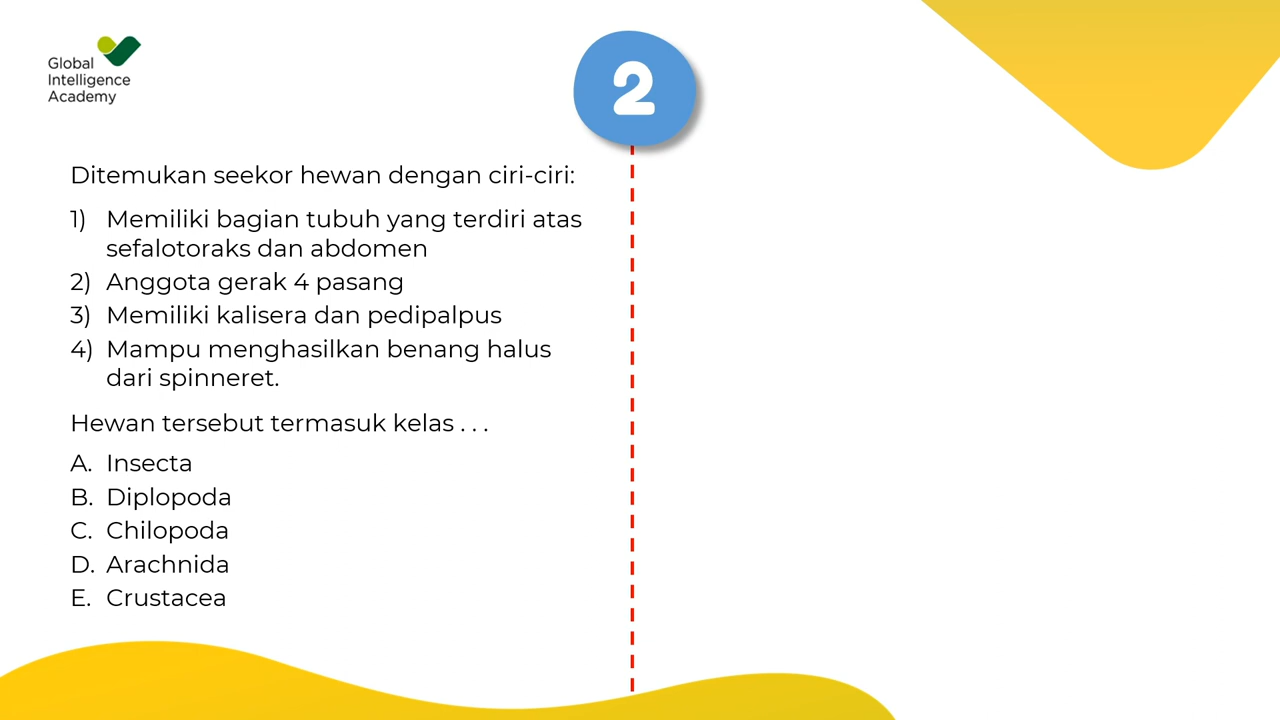 Global
Intelligence
Academy
2
Ditemukan seekor hewan dengan ciri-ciri:
1) Memiliki bagian tubuh yang terdiri atas
sefalotoraks dan abdomen
2) Anggota gerak 4 pasang
3) Memiliki kalisera dan pedipalpus
4) Mampu menghasilkan benang halus
dari spinneret.
Hewan tersebut termasuk kelas . . .
A. Insecta
B. Diplopoda
C. Chilopoda
D. Arachnida
E. Crustacea